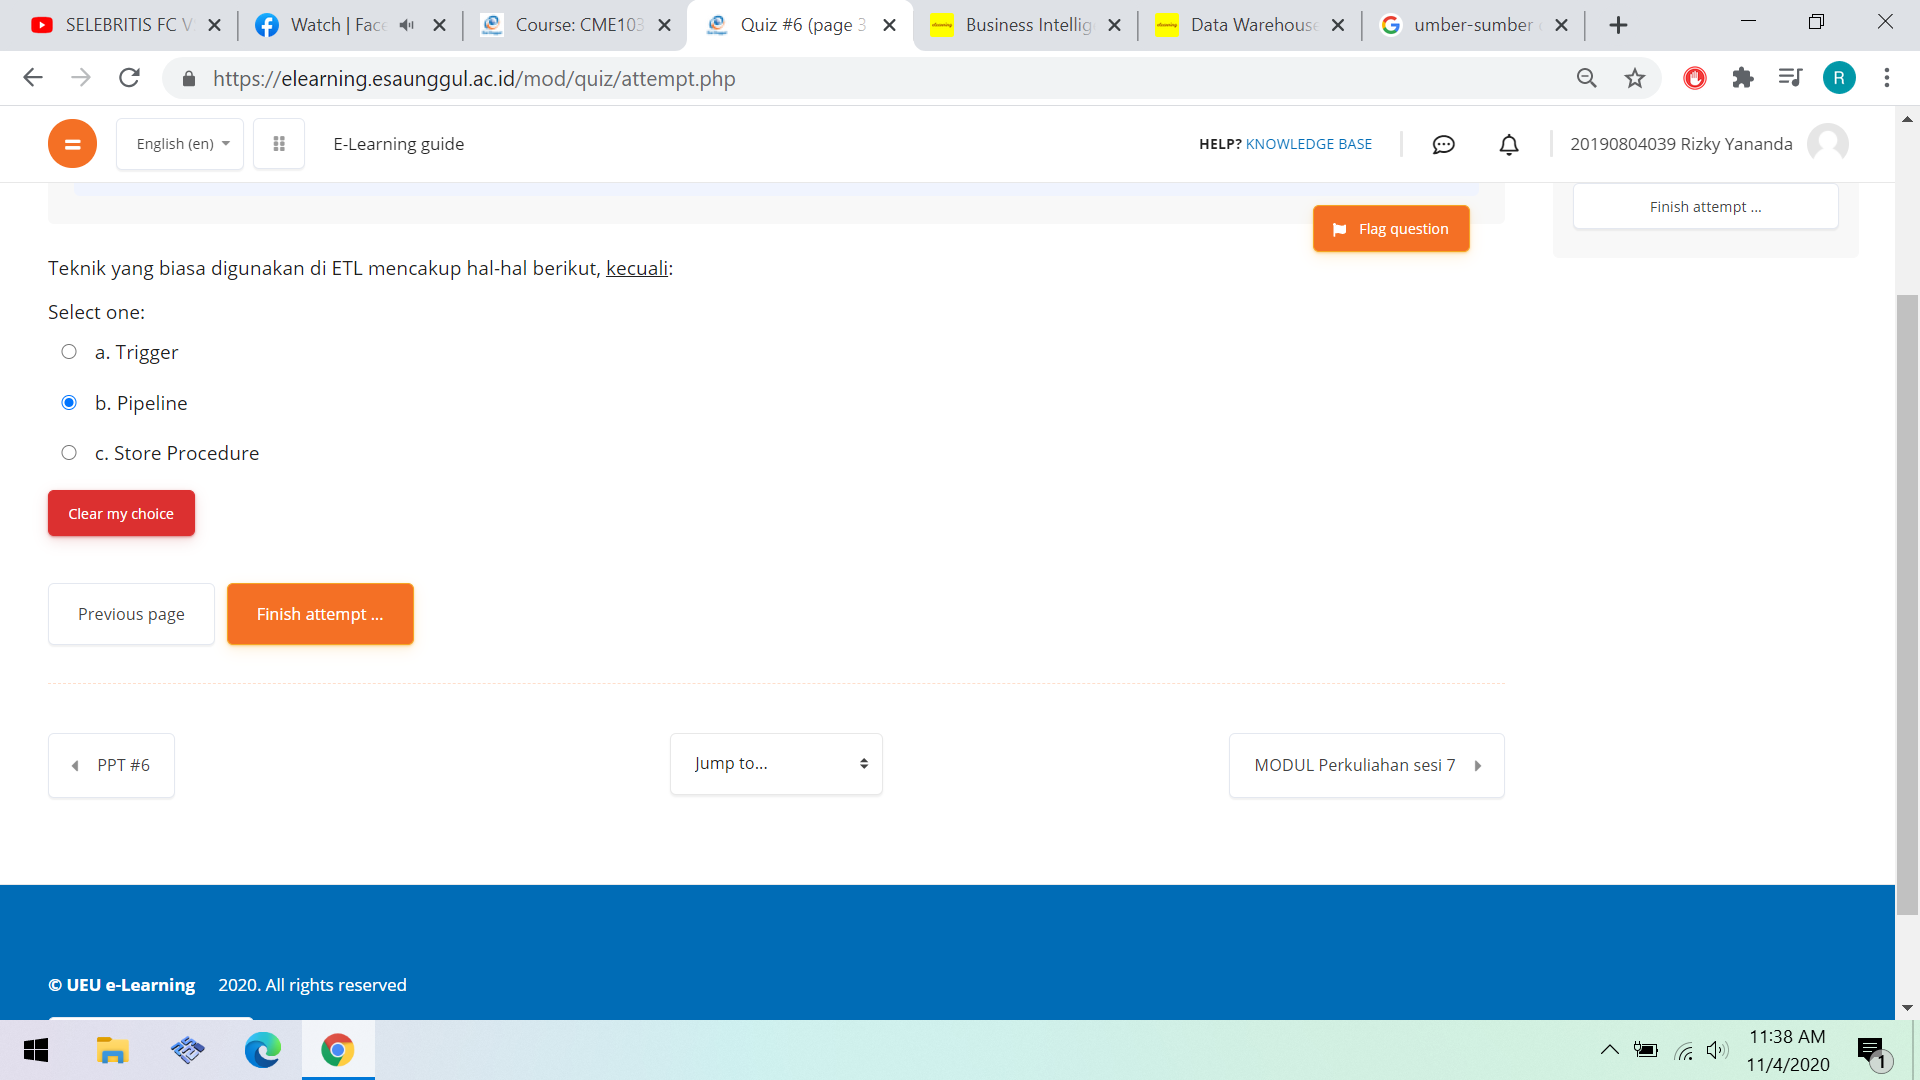 SELEBRITIS FC V
Watch | Face
Course: CME103
Quiz #6 (page 3
Business Intellig
Data Warehouse
umber-sumber
https://elearning.esaunggul.ac.id/mod/quiz/attempt.php
R
English (en)
E-Learning guide
HELP? KNOWLEDGE BASE
20190804039 Rizky Yananda
Finish attempt ...
Flag question
Teknik yang biasa digunakan di ETL mencakup hal-hal berikut, kecuali:
Select one:
a. Trigger
b. Pipeline
c. Store Procedure
Clear my choice
Previous page
Finish attempt ...
PPT #6
Jump to...
MODUL Perkuliahan sesi 7
© UEU e-Learning 2020. All rights reserved
11:38 AM
11/4/2020
1